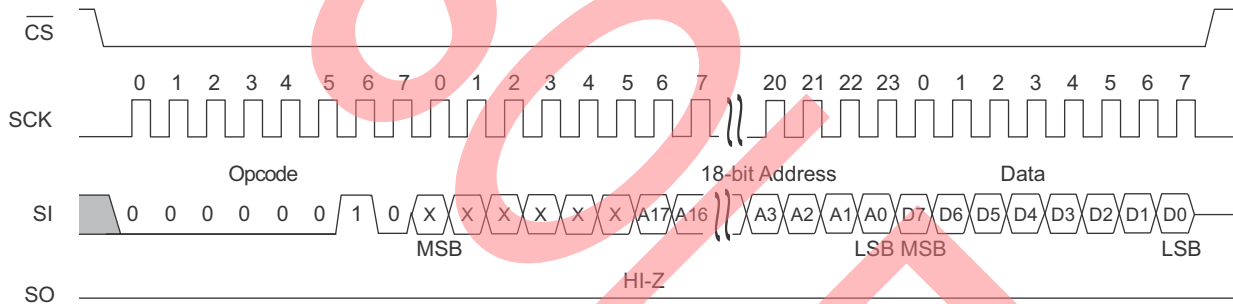 CS
0 1 2 3 4 5 6 7 0 1 2 3 4 5 6 7 20 21 22 23 0 1 2 3 4 5 6 7
SCK
Opcode 18-bit Address Data
SI 0 0 0 0 0 0 1 0 X X X X X X A17 A16 A3 A2 A1 A0 D7 D6 D5 D4 D3 D2 D1 D0
MSB LSB MSB LSB
HI-Z
SO